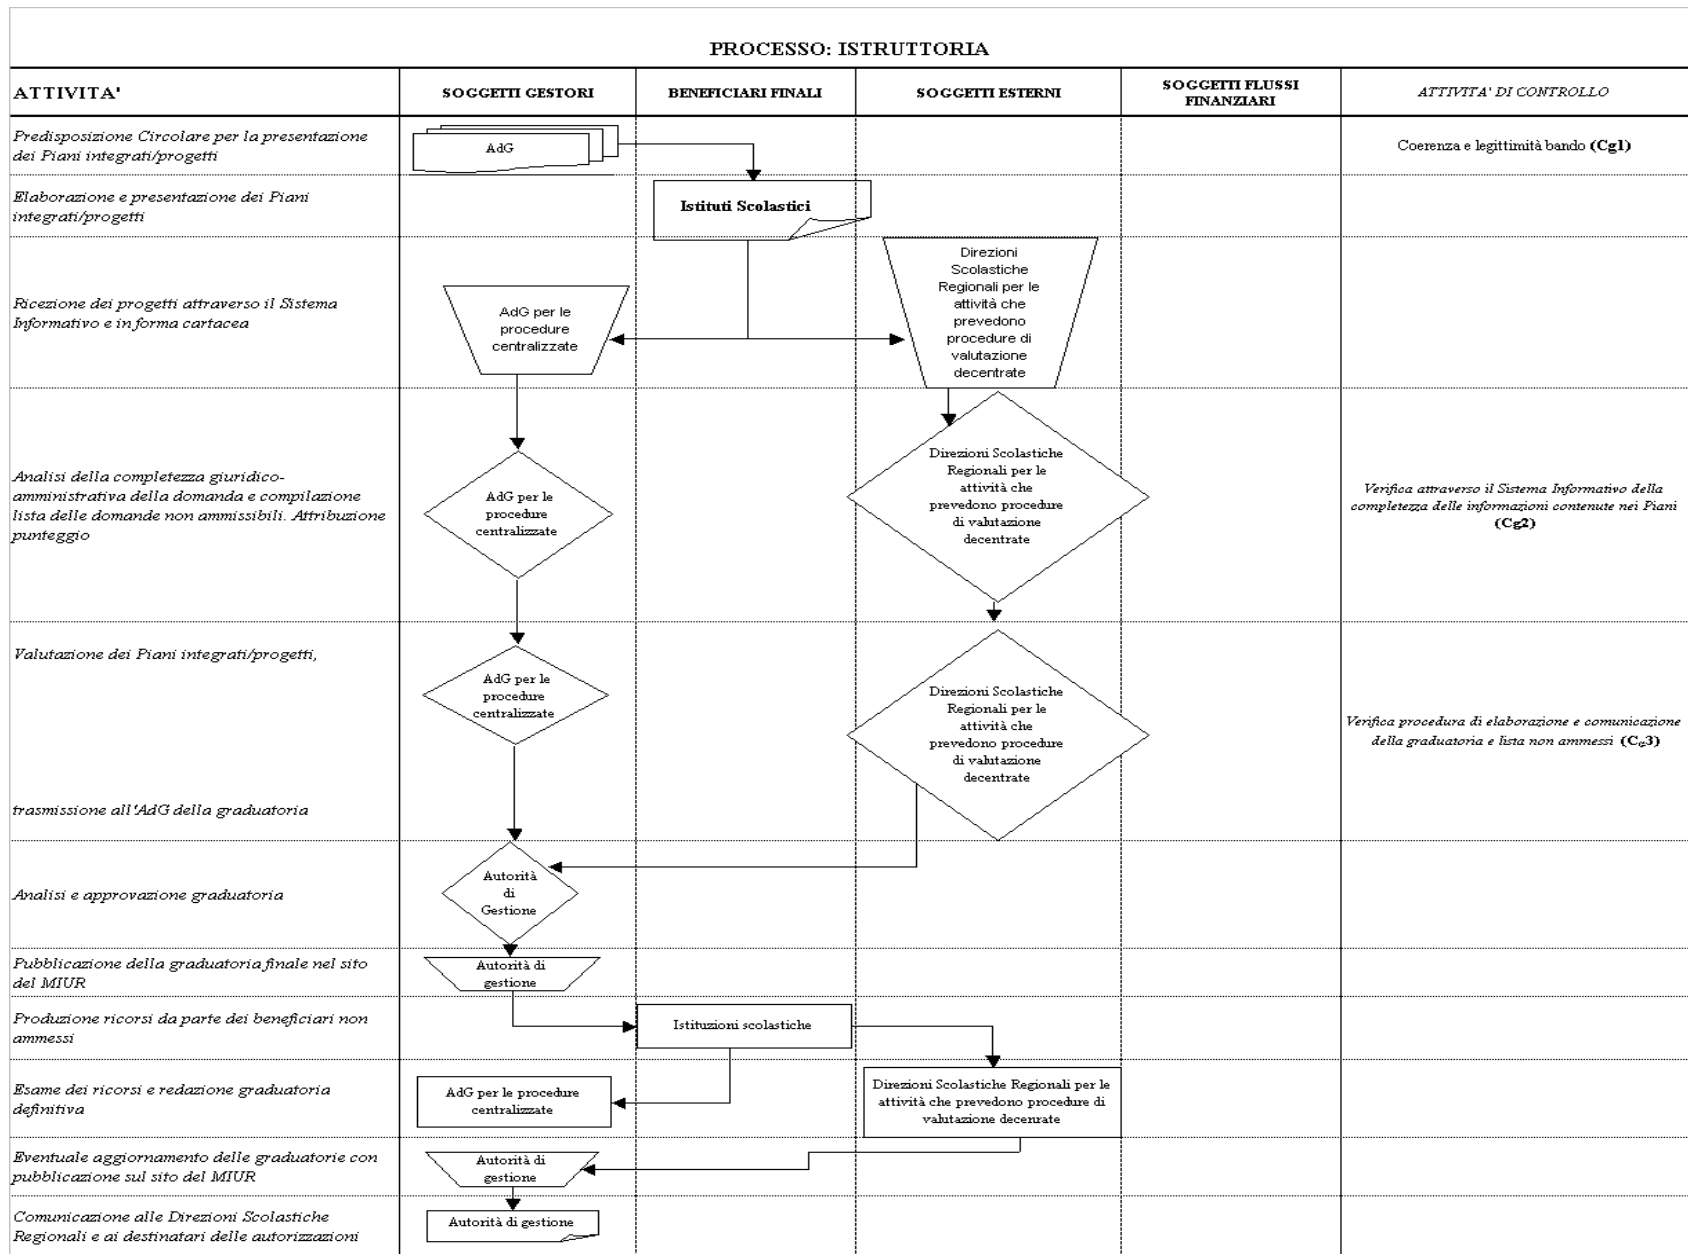 PROCESSO: ISTRUTTORIA
ATTIVITA'
SOGGETTI GESTORI
BENEFICIARI FINALI
SOGGETTI ESTERNI
SOGGETTI FLUSSI
FINANZIARI
ATTIVITA' DI CONTROLLO
Predisposizione Circolare per la presentazione
dei Piani integrati/progetti
AdG
Coerenza e legittimità bando (Cg1)
Elaborazione e presentazione dei Piani
integrati/progetti
Istituti Scolastici
Ricezione dei progetti attraverso il Sistema
Informativo e in forma cartacea
AdG per le
procedure
centralizzate
Direzioni
Scolastiche
Regionali per le
attività che
prevedono
procedure di
valutazione
decentrate
Analisi della completezza giuridico-
amministrativa della domanda e compilazione
lista delle domande non ammissibili. Attribuzione
punteggio
AdG per le
procedure
centralizzate
Direzioni Scolastiche
Regionali per le
attività che
prevedono procedure
di valutazione
decentrate
Verifica attraverso il Sistema Informativo della
completezza delle informazioni contenute nei Piani
(Cg2)
Valutazione dei Piani integrati/progetti,
trasmissione all'AdG della graduatoria
AdG per le
procedure
centralizzate
Direzioni Scolastiche
Regionali per le
attività che
prevedono procedure
di valutazione
decentrate
Verifica procedura di elaborazione e comunicazione
della graduatoria e lista non ammessi (Cg3)
Analisi e approvazione graduatoria
Autorità
di
Gestione
Pubblicazione della graduatoria finale nel sito
del MIUR
Autorità di
gestione
Produzione ricorsi da parte dei beneficiari non
ammessi
Istituzioni scolastiche
Esame dei ricorsi e redazione graduatoria
definitiva
AdG per le procedure
centralizzate
Direzioni Scolastiche Regionali per le
attività che prevedono procedure di
valutazione decenrate
Eventuale aggiornamento delle graduatorie con
pubblicazione sul sito del MIUR
Autorità di
gestione
Comunicazione alle Direzioni Scolastiche
Regionali e ai destinatari delle autorizzazioni
Autorità di gestione